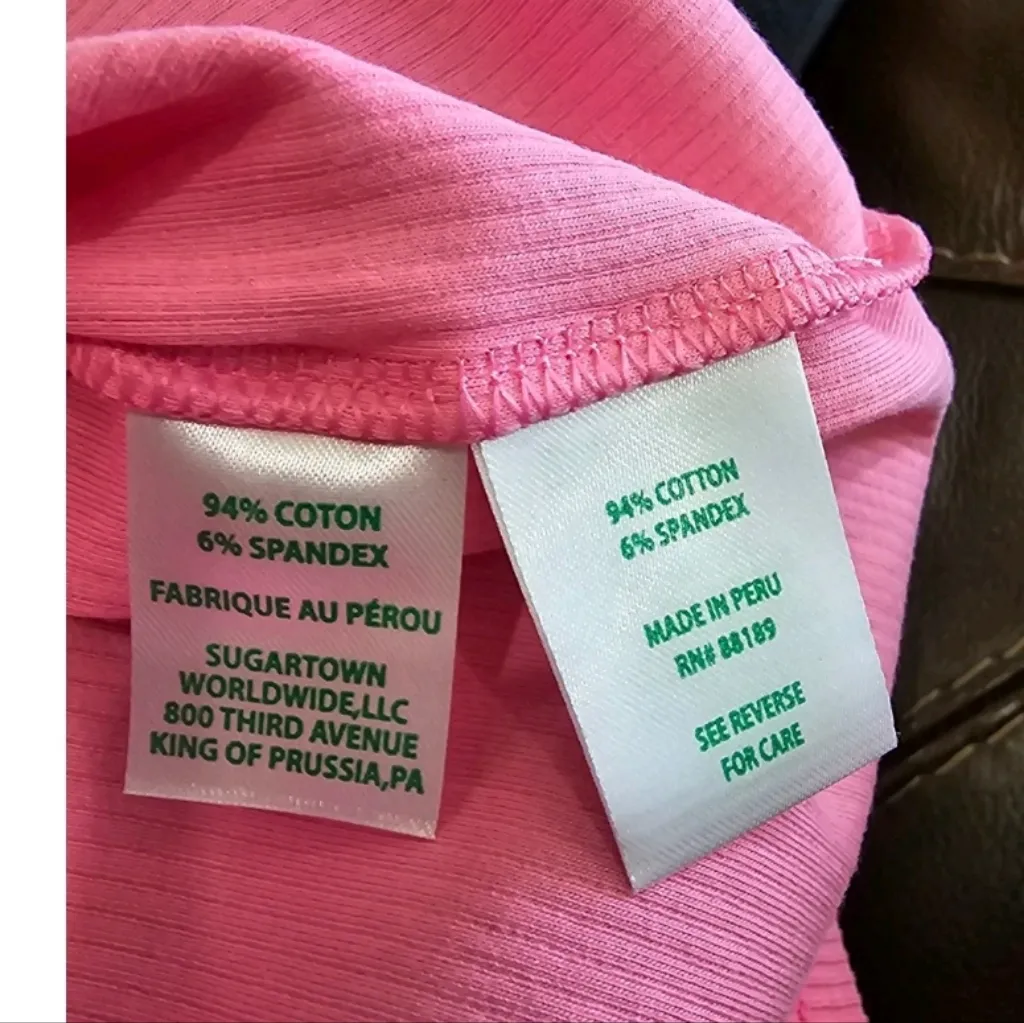 94% COTON
6% SPANDEX
FABRIQUE AU PÉROU
SUGARTOWN
WORLDWIDE,LLC
800 THIRD AVENUE
KING OF PRUSSIA,PA
94% COTTON
6% SPANDEX
MADE IN PERU
RN# 88189
SEE REVERSE
FOR CARE